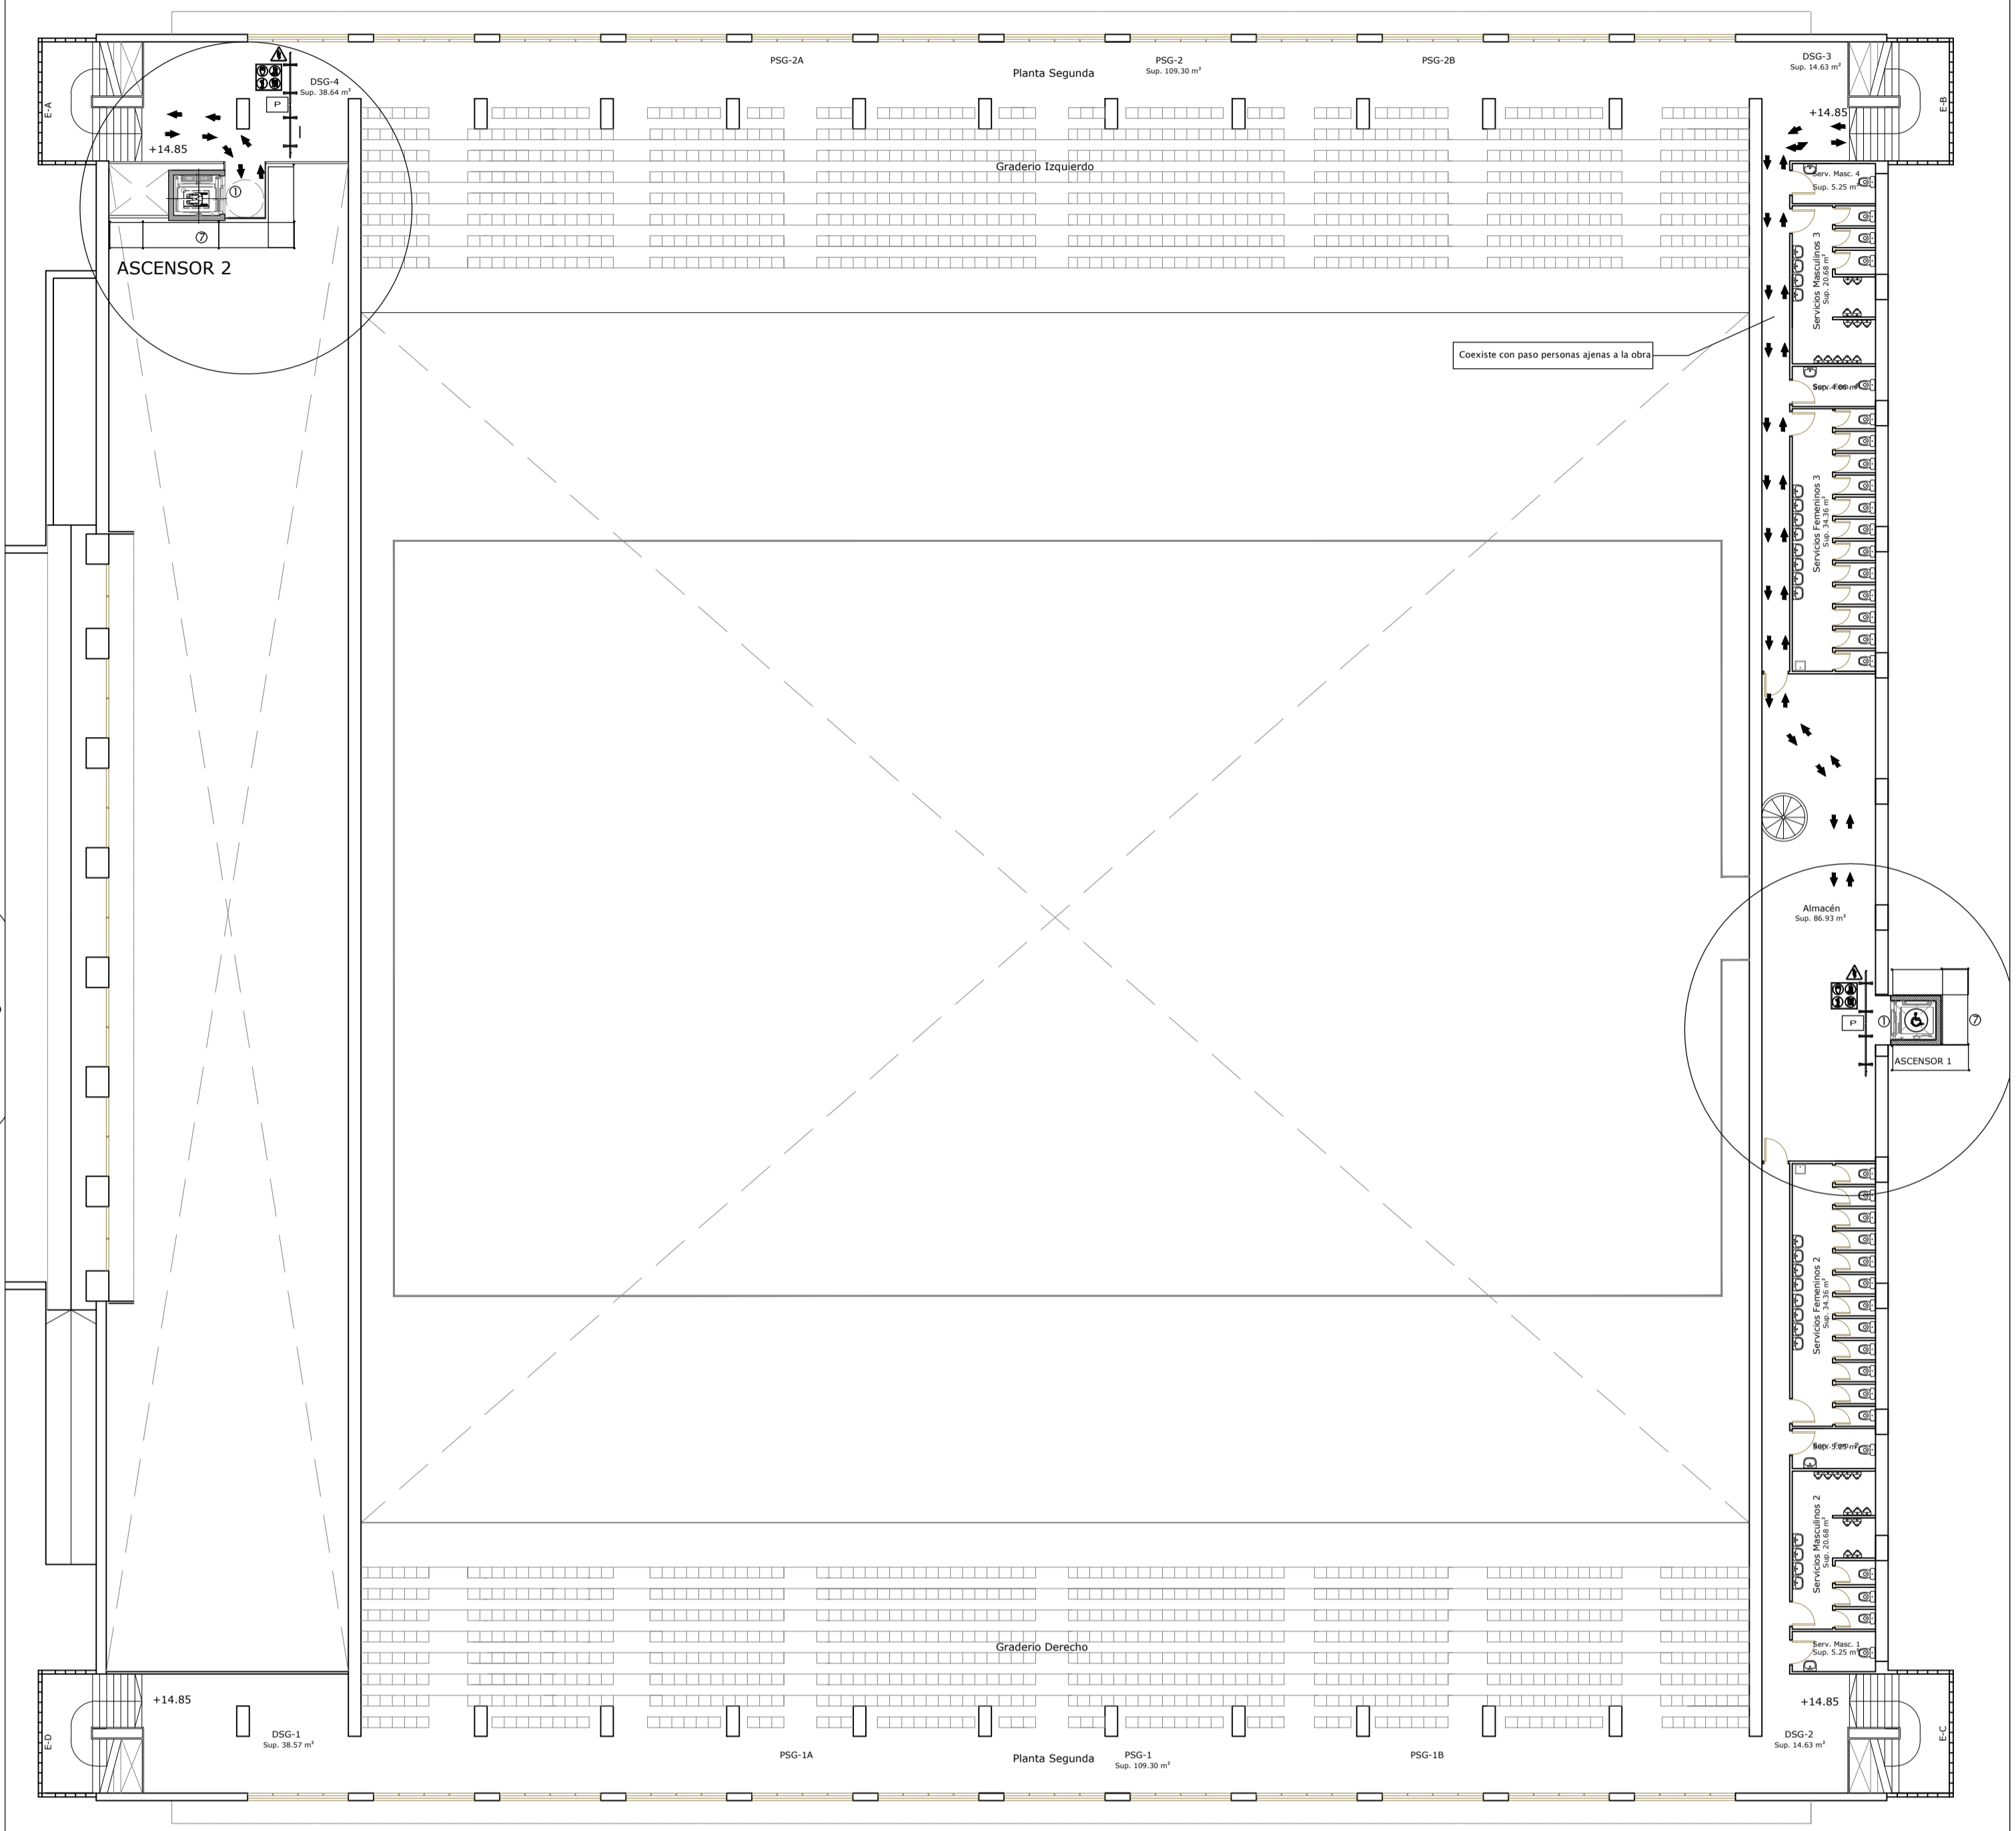 PSG-2A
Planta Segunda
PSG-2
Sup. 109.30 m²
PSG-2B
DSG-3
Sup. 14.63 m²
DSG-4
Sup. 38.64 m²
P
E-A
E-B
+14.85
+14.85
Graderio Izquierdo
Serv. Masc. 4
Sup. 5.25 m²
1
7
ASCENSOR 2
Servicios Masculinos 3
Sup. 20.68 m²
Coexiste con paso personas ajenas a la obra
Servicios Femeninos 3
Sup. 34.36 m²
Almacén
Sup. 86.93 m²
P
1
7
ASCENSOR 1
Servicios Femeninos 2
Sup. 34.36 m²
Servicios Masculinos 2
Sup. 20.68 m²
Graderio Derecho
Serv. Masc. 1
Sup. 5.25 m²
+14.85
+14.85
E-D
E-C
DSG-1
Sup. 38.57 m²
PSG-1A
Planta Segunda
PSG-1
Sup. 109.30 m²
PSG-1B
DSG-2
Sup. 14.63 m²